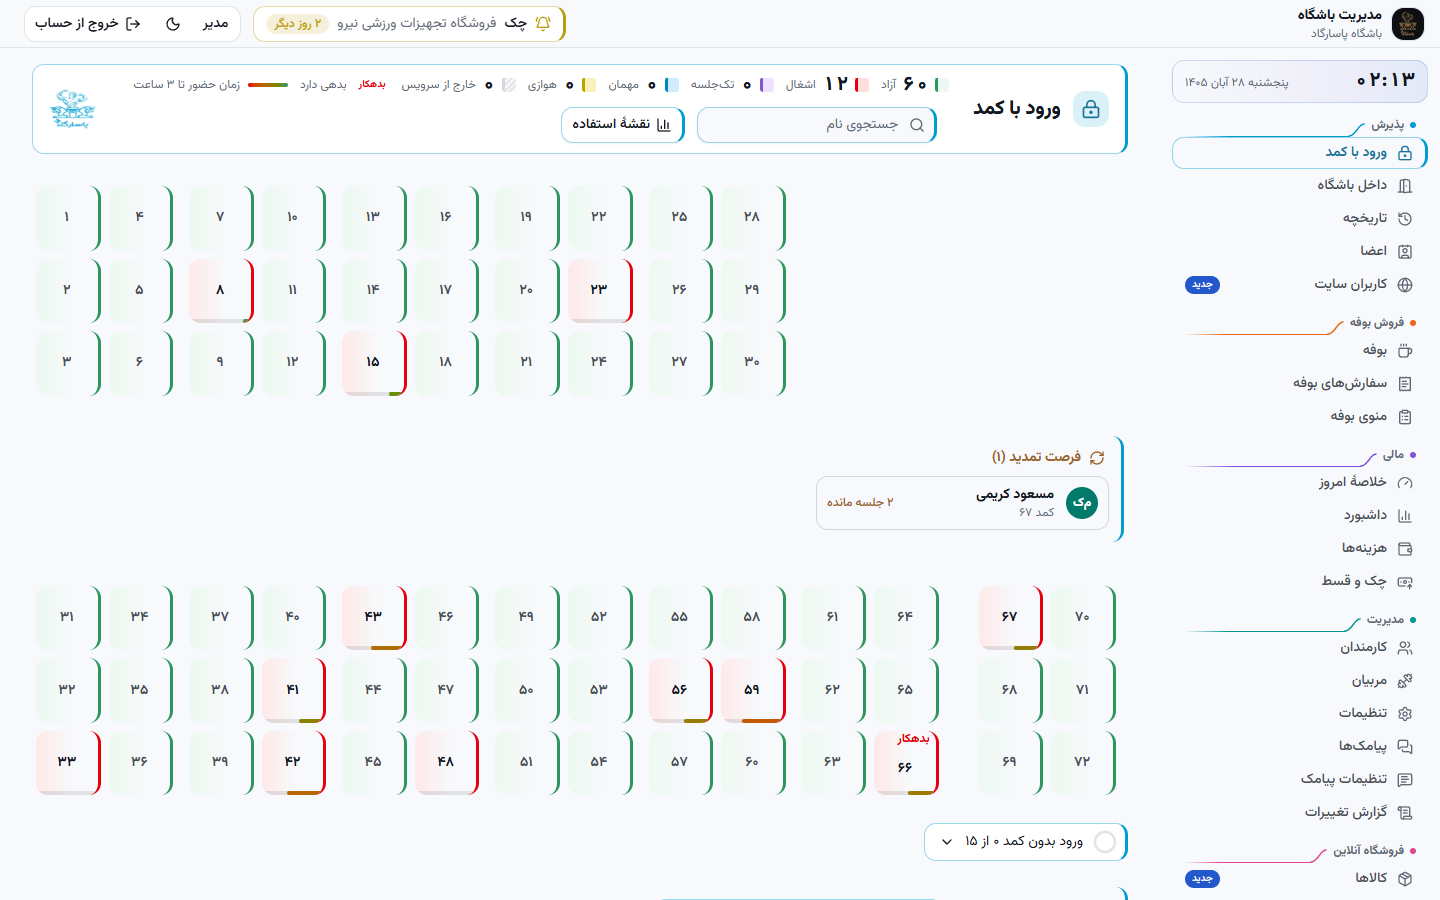 مدیریت باشگاه
باشگاه پاسارگاد
چک فروشگاه تجهیزات ورزشی نیرو ۲ روز دیگر
مدیر
خروج از حساب
۰۲:۱۳
پنجشنبه ۲۸ آبان ۱۴۰۵
پذیرش
ورود با کمد
داخل باشگاه
تاریخچه
اعضا
کاربران سایت جدید
فروش بوفه
بوفه
سفارش‌های بوفه
منوی بوفه
مالی
خلاصهٔ امروز
داشبورد
هزینه‌ها
چک و قسط
مدیریت
کارمندان
مربیان
تنظیمات
پیامک‌ها
تنظیمات پیامک
گزارش تغییرات
فروشگاه آنلاین
کالاها جدید
ورود با کمد
۶۰ آزاد ۱۲ اشغال ۰ تک‌جلسه ۰ مهمان ۰ هوازی ۰ خارج از سرویس بدهکار بدهی دارد زمان حضور تا ۳ ساعت
جستجوی نام
نقشهٔ استفاده
پاسارگاد
۱ ۴ ۷ ۱۰ ۱۳ ۱۶ ۱۹ ۲۲ ۲۵ ۲۸
۲ ۵ ۸ ۱۱ ۱۴ ۱۷ ۲۰ ۲۳ ۲۶ ۲۹
۳ ۶ ۹ ۱۲ ۱۵ ۱۸ ۲۱ ۲۴ ۲۷ ۳۰
فرصت تمدید (۱)
م‌ک
مسعود کریمی
کمد ۶۷
۲ جلسه مانده
۳۱ ۳۴ ۳۷ ۴۰ ۴۳ ۴۶ ۴۹ ۵۲ ۵۵ ۵۸ ۶۱ ۶۴ ۶۷ ۷۰
۳۲ ۳۵ ۳۸ ۴۱ ۴۴ ۴۷ ۵۰ ۵۳ ۵۶ ۵۹ ۶۲ ۶۵ ۶۸ ۷۱
بدهکار
۳۳ ۳۶ ۳۹ ۴۲ ۴۵ ۴۸ ۵۱ ۵۴ ۵۷ ۶۰ ۶۳ ۶۶ ۶۹ ۷۲
ورود بدون کمد ۰ از ۱۵